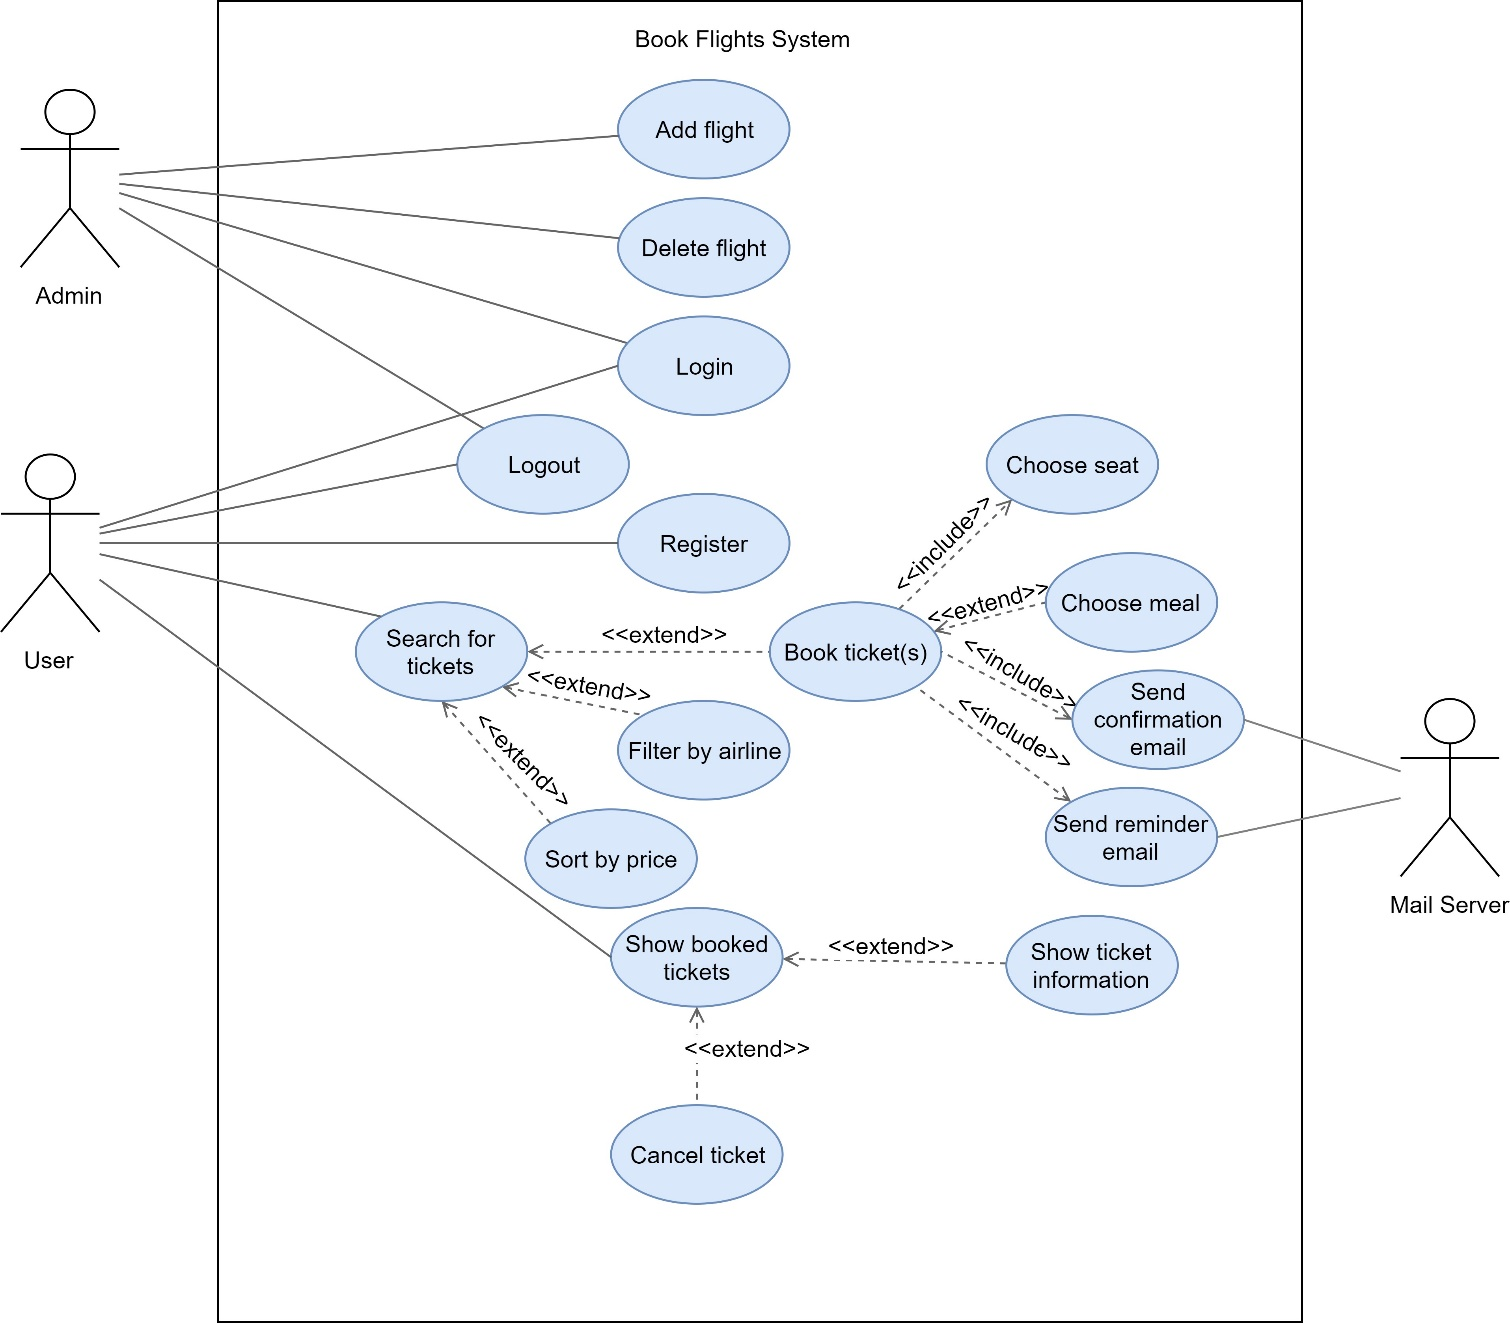 Book Flights System
Add flight
Delete flight
Admin
Login
Logout
Choose seat
<<include>>
Register
Choose meal
<<extend>>
User
Search for
tickets
<<extend>>
Book ticket(s)
<<include>>
<<extend>>
Send
confirmation
email
<<include>>
Filter by airline
<<extend>>
Send reminder
email
Sort by price
Mail Server
Show booked
tickets
<<extend>>
Show ticket
information
<<extend>>
Cancel ticket